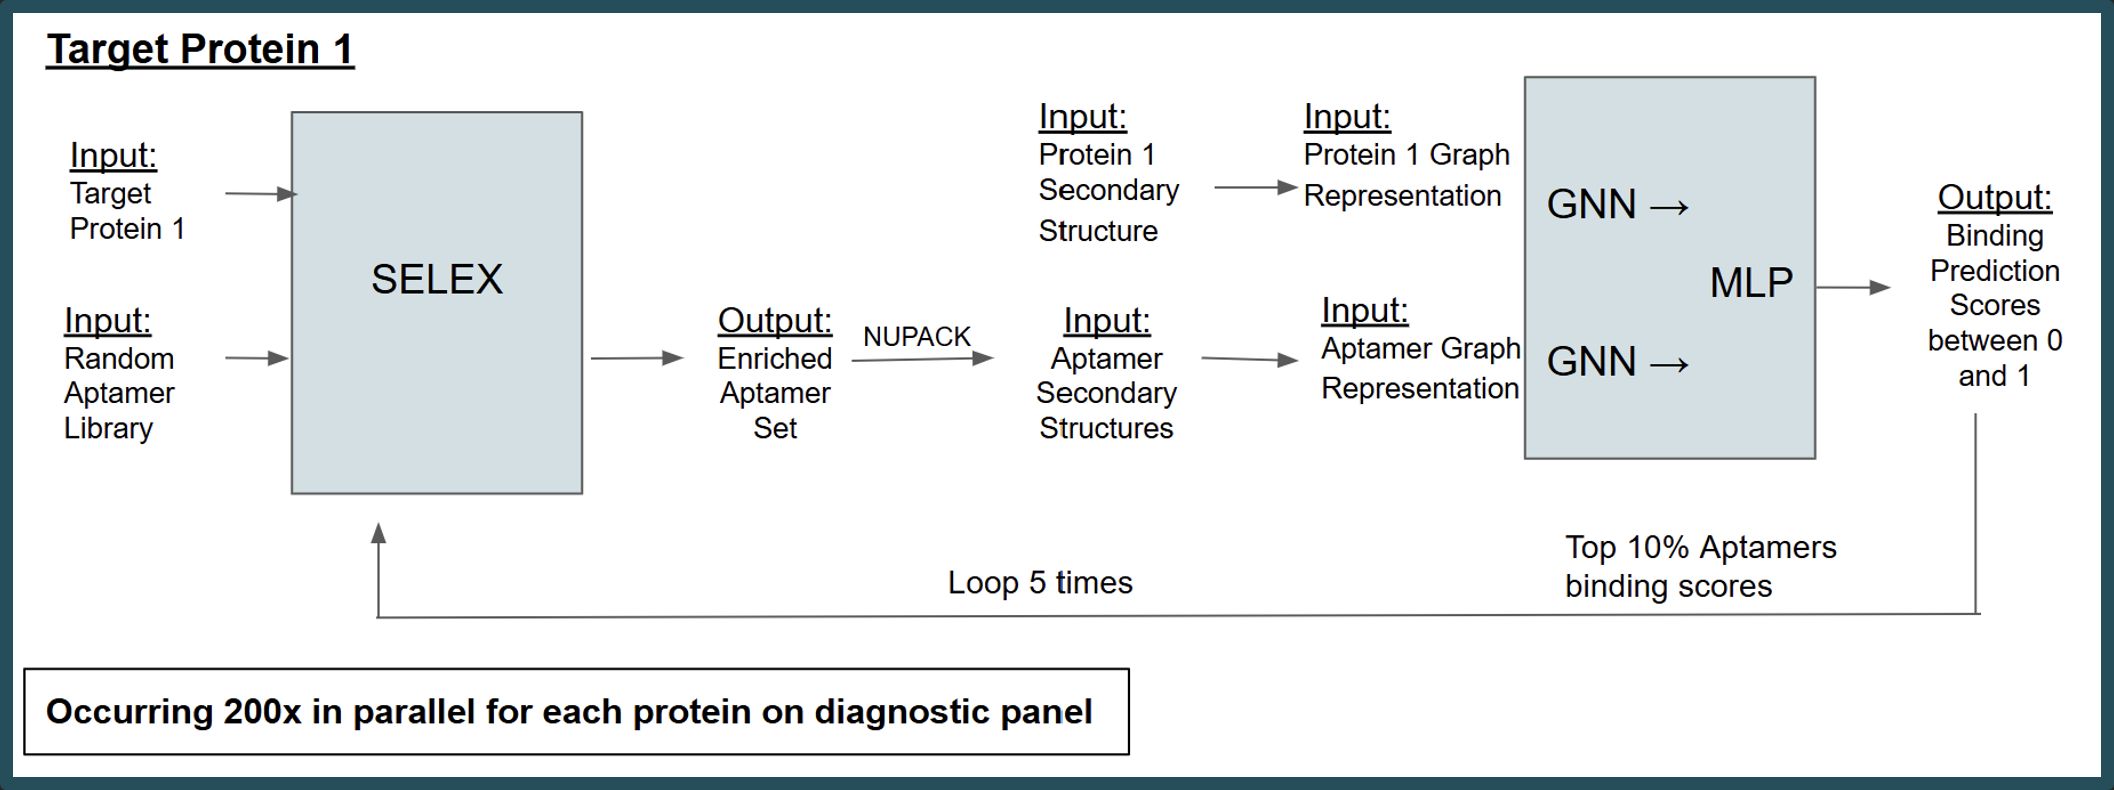 Target Protein 1
Input:
Target
Protein 1
Input:
Random
Aptamer
Library
SELEX
Output:
Enriched
Aptamer
Set
NUPACK
Input:
Protein 1
Secondary
Structure
Input:
Aptamer
Secondary
Structures
Input:
Protein 1 Graph
Representation
Input:
Aptamer Graph
Representation
GNN →
GNN →
MLP
Output:
Binding
Prediction
Scores
between 0
and 1
Top 10% Aptamers
binding scores
Loop 5 times
Occurring 200x in parallel for each protein on diagnostic panel